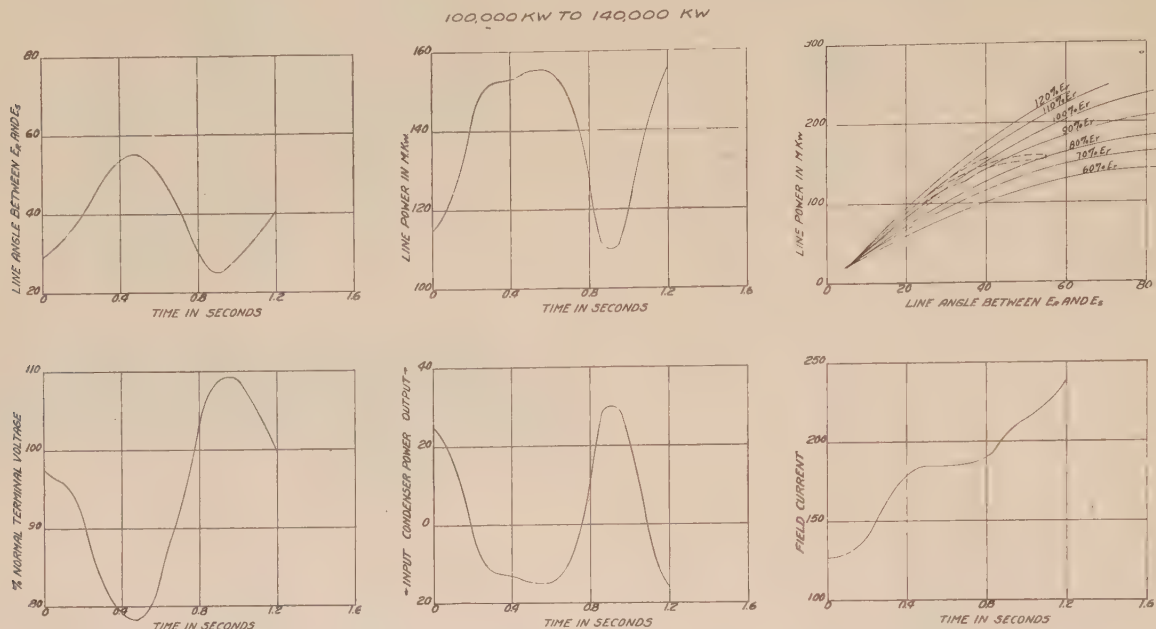 100,000 KW TO 140,000 KW
LINE ANGLE BETWEEN ER AND ES
80
60
40
20
0 0.4 0.8 1.2 1.6
TIME IN SECONDS
LINE POWER IN M.KW.
160
140
120
100
0 0.4 0.8 1.2 1.6
TIME IN SECONDS
LINE POWER IN M.KW
300
200
100
0
120% Er
110% Er
100% Er
90% Er
80% Er
70% Er
60% Er
20 40 60 80
LINE ANGLE BETWEEN ER AND ES
% NORMAL TERMINAL VOLTAGE
110
100
90
80
0 0.4 0.8 1.2 1.6
TIME IN SECONDS
- INPUT CONDENSER POWER OUTPUT -
40
20
0
20
0 0.4 0.8 1.2 1.6
TIME IN SECONDS
FIELD CURRENT
250
200
150
100
0 0.4 0.8 1.2 1.6
TIME IN SECONDS